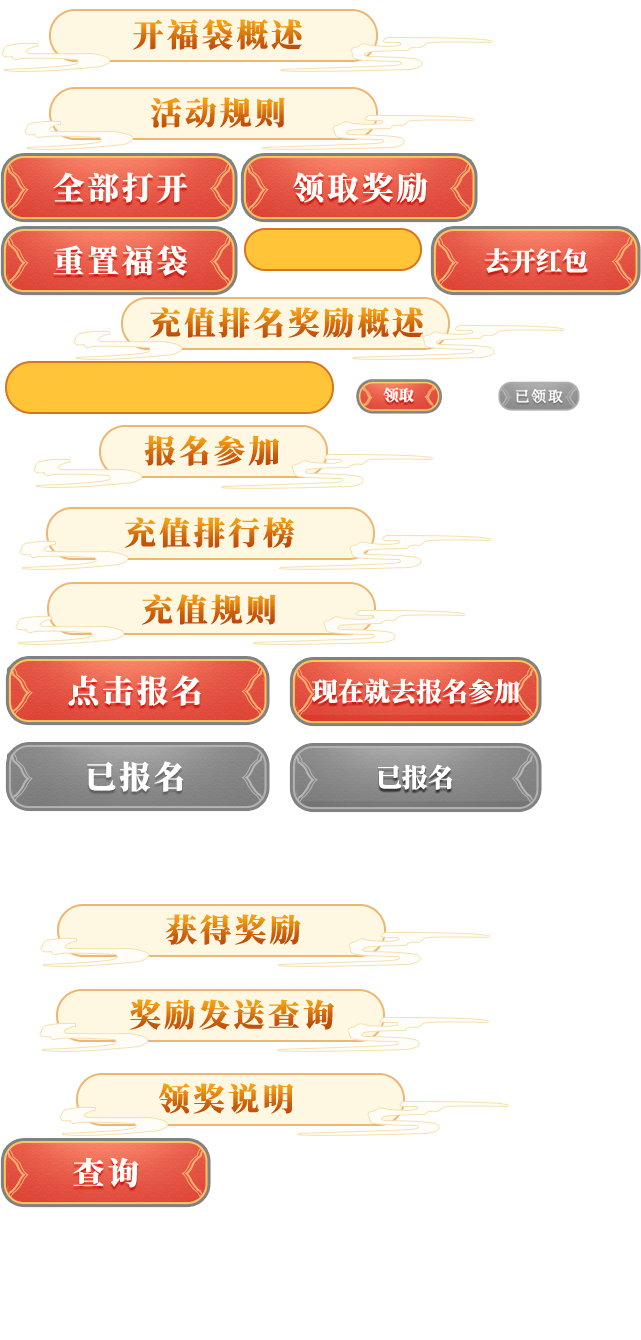 开福袋概述
活动规则
全部打开
领取奖励
重置福袋
去开红包
充值排名奖励概述
领取
已领取
报名参加
充值排行榜
充值规则
点击报名
现在就去报名参加
已报名
已报名
获得奖励
奖励发送查询
领奖说明
查询